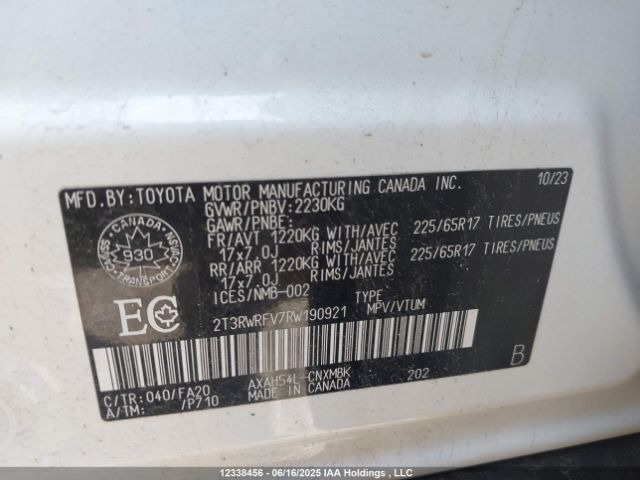 MFD.BY:TOYOTA MOTOR MANUFACTURING CANADA INC. 10/23
GVWR/PNBV:2230KG
GAWR/PNBE:
FR/AVT 1220KG WITH/AVEC 225/65R17 TIRES/PNEUS
17x7.0J RIMS/JANTES
RR/ARR 1220KG WITH/AVEC 225/65R17 TIRES/PNEUS
17x7.0J RIMS/JANTES
ICES/NMB-002 TYPE
2T3RWRFV7RW190921 MPV/VTUM
CANADA
930
TRANSPORT
EC
B
C/TR:040/FA20 AXAH54L-CNXMBK 202
A/TM: /P710 MADE IN CANADA
12338456 - 06/16/2025 IAA Holdings , LLC